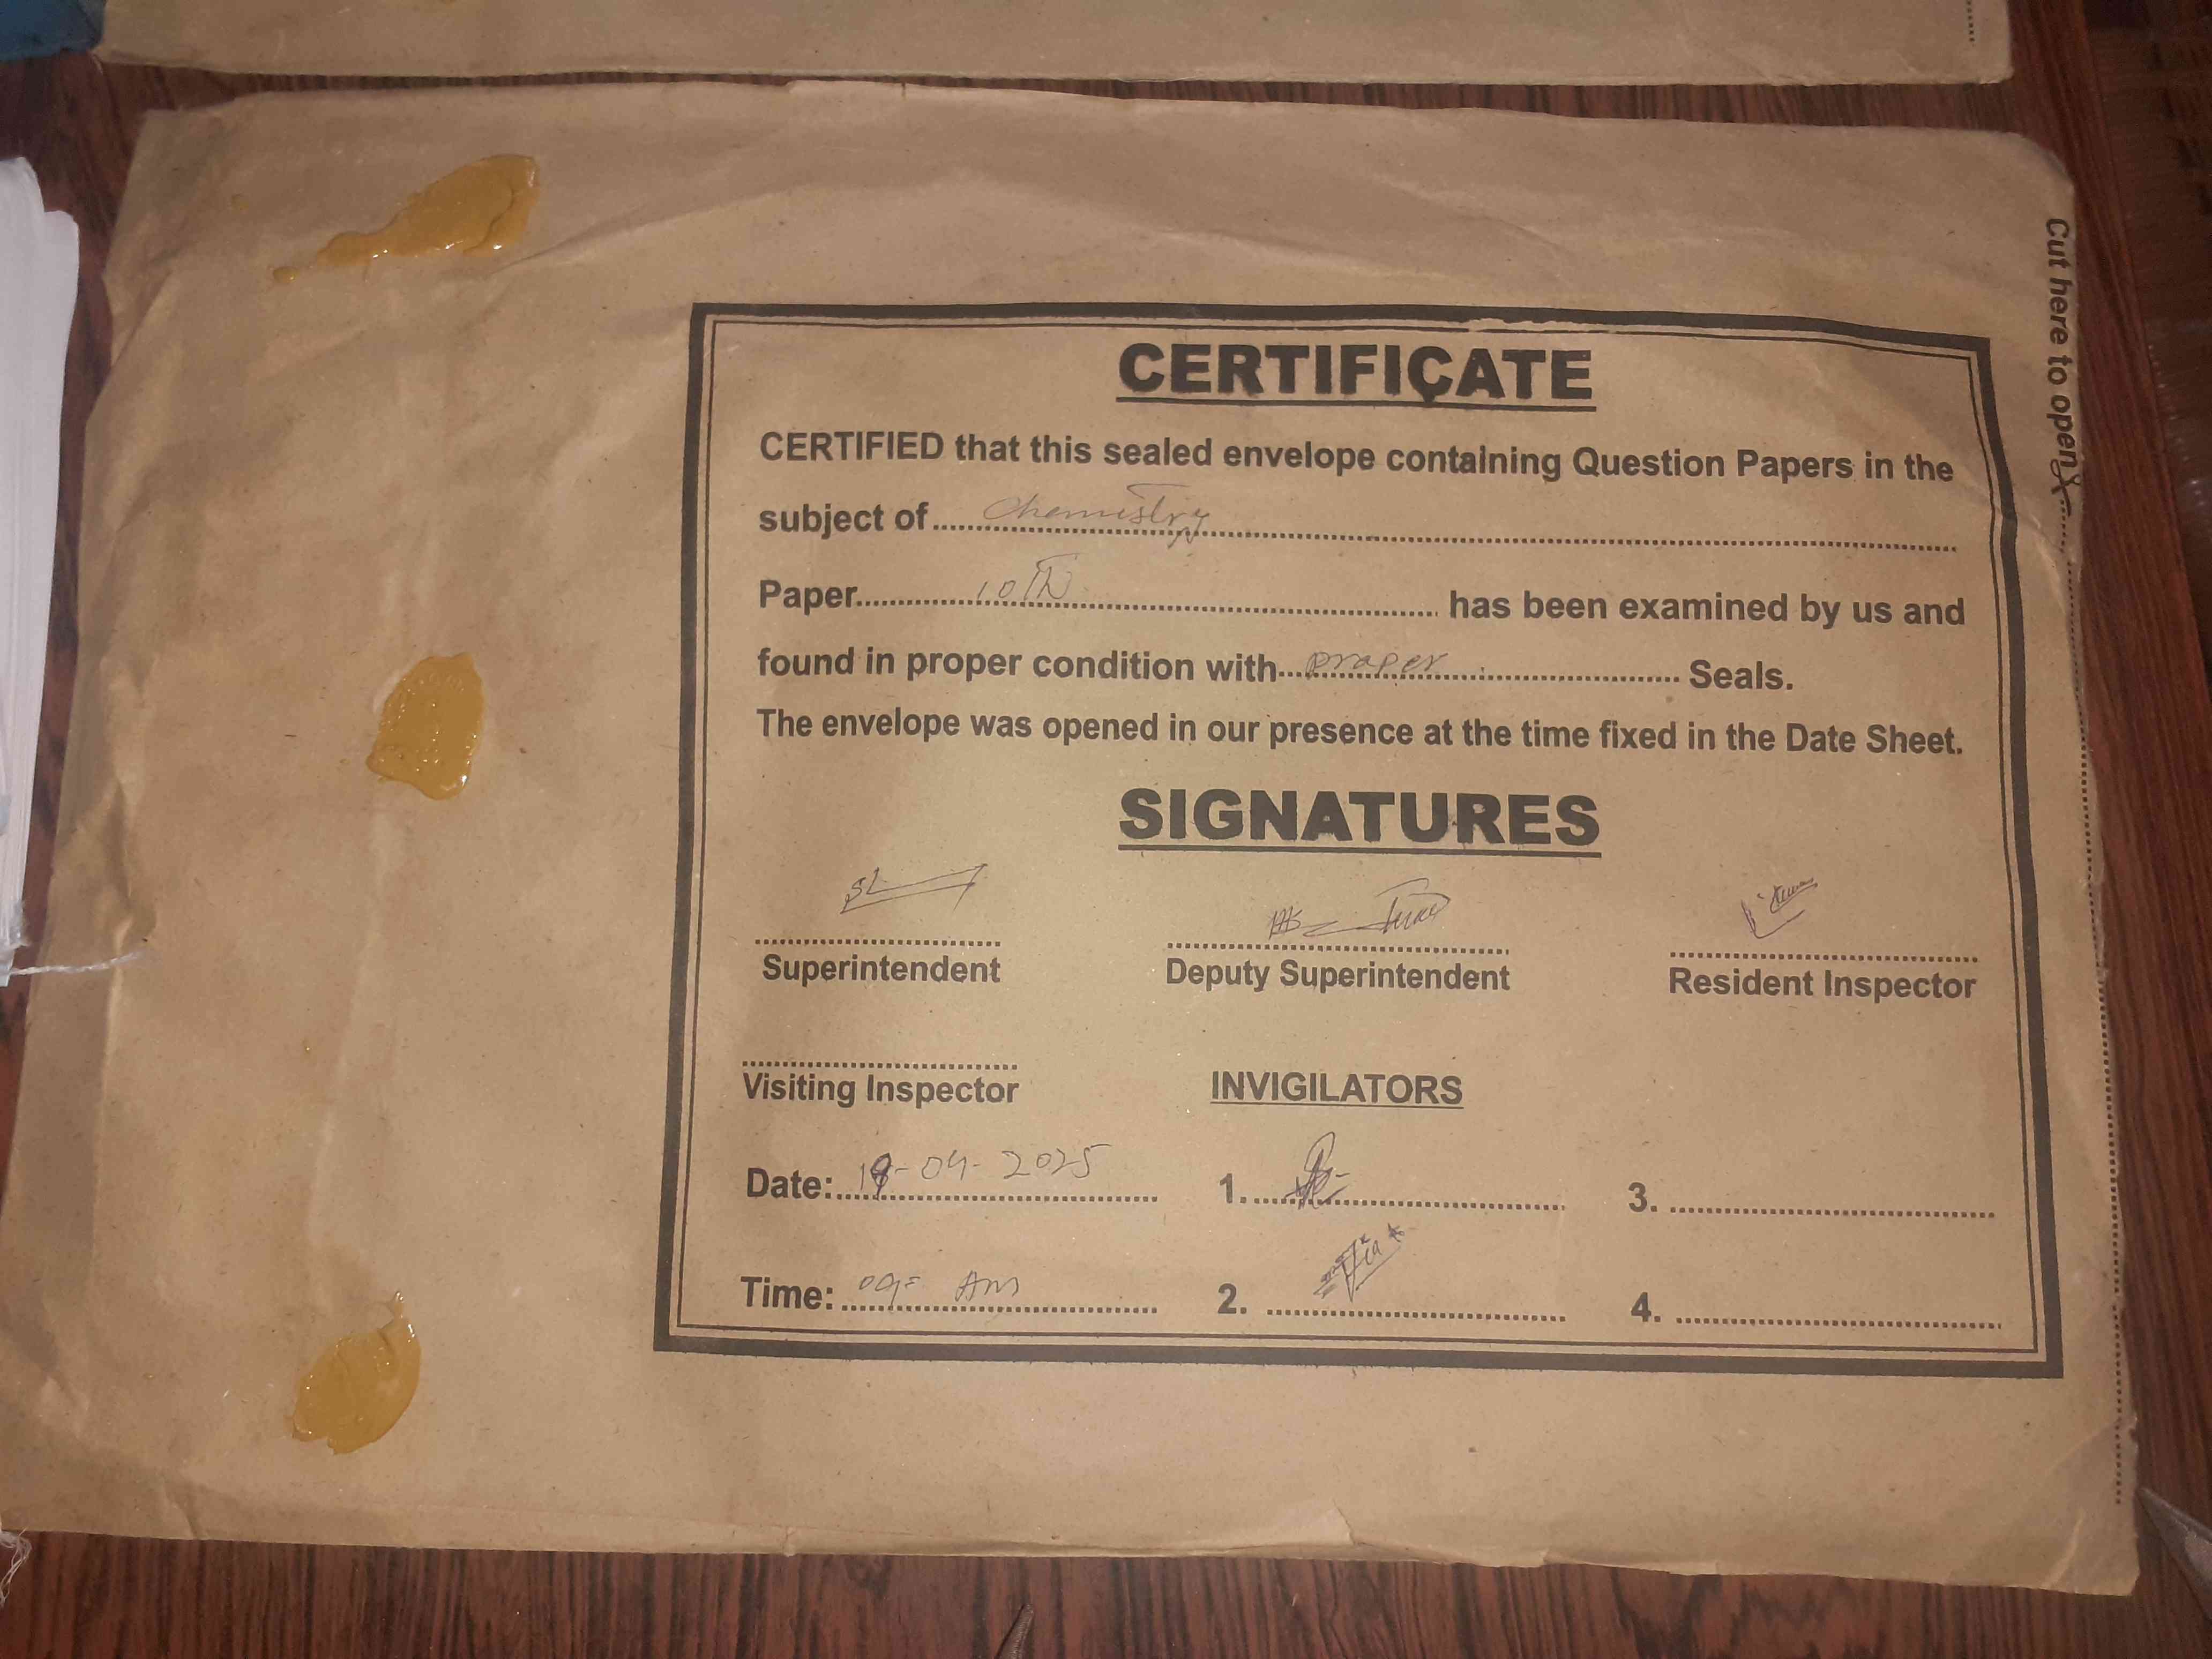 Cut here to open
CERTIFICATE
CERTIFIED that this sealed envelope containing Question Papers in the
subject of Chemistry
Paper 10Th has been examined by us and
found in proper condition with proper Seals.
The envelope was opened in our presence at the time fixed in the Date Sheet.
SIGNATURES
Superintendent Deputy Superintendent Resident Inspector
Visiting Inspector INVIGILATORS
Date: -04-2025 1. 3.
Time: 09= Am 2. 4.